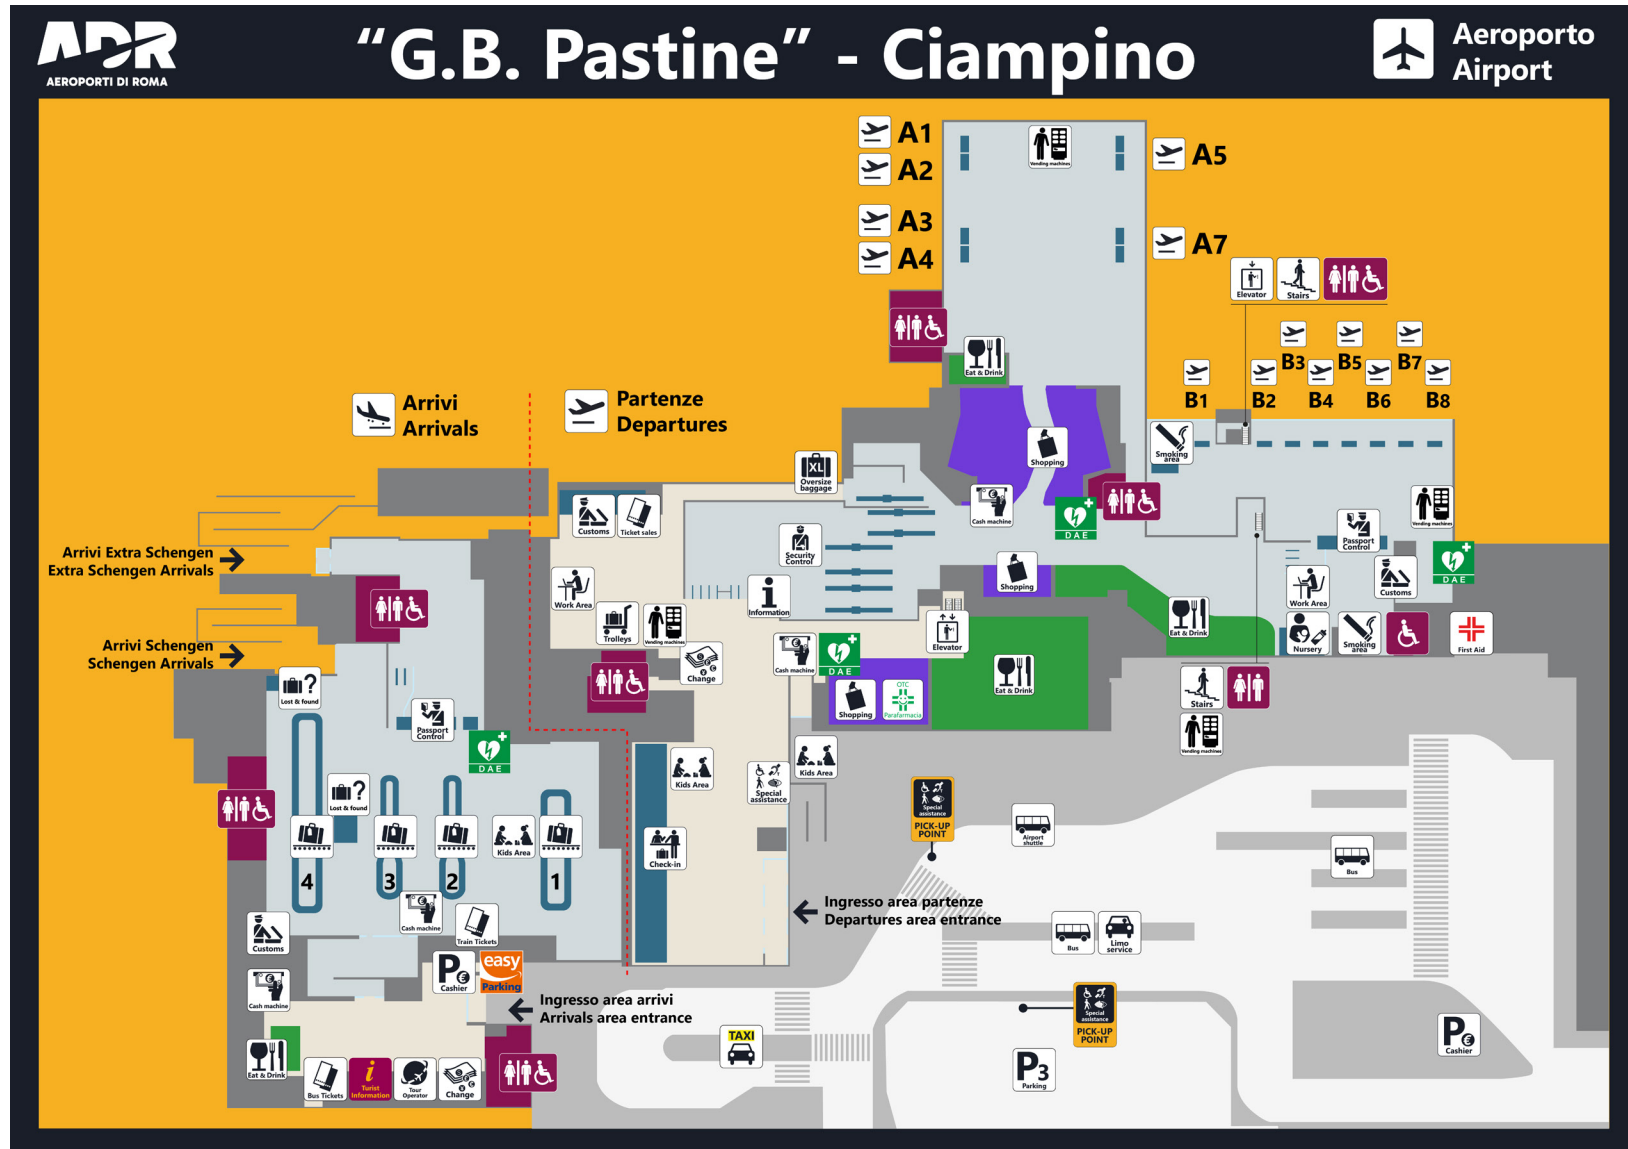 ADR
AEROPORTI DI ROMA
“G.B. Pastine” - Ciampino
Aeroporto
Airport
A1
A2
A3
A4
Vending machines
A5
A7
Elevator
Stairs
B1
B2
B3
B4
B5
B6
B7
B8
Eat & Drink
Arrivi
Arrivals
Partenze
Departures
Shopping
Smoking
area
XL
Oversize
baggage
Cash machine
DAE
Vending machines
Customs
Ticket sales
Security
Control
Passport
Control
DAE
Arrivi Extra Schengen
Extra Schengen Arrivals
Work Area
Information
Shopping
Work Area
Customs
Trolleys
Vending machines
Elevator
Eat & Drink
Nursery
Smoking
area
First Aid
Arrivi Schengen
Schengen Arrivals
Change
Cash machine
DAE
Eat & Drink
Lost & found
Shopping
OTC
Parafarmacia
Stairs
Passport
Control
Vending machines
DAE
Kids Area
Kids Area
Special
assistance
Lost & found
Special
assistance
PICK-UP
POINT
Airport
shuttle
Kids Area
Check-in
Bus
4
3
2
1
Cash machine
Train Tickets
Ingresso area partenze
Departures area entrance
Bus
Limo
service
Customs
P
Cashier
easy
Parking
Cash machine
Ingresso area arrivi
Arrivals area entrance
Special
assistance
PICK-UP
POINT
TAXI
P
Cashier
Eat & Drink
Bus Tickets
i
Turist
Information
Tour
Operator
Change
P3
Parking